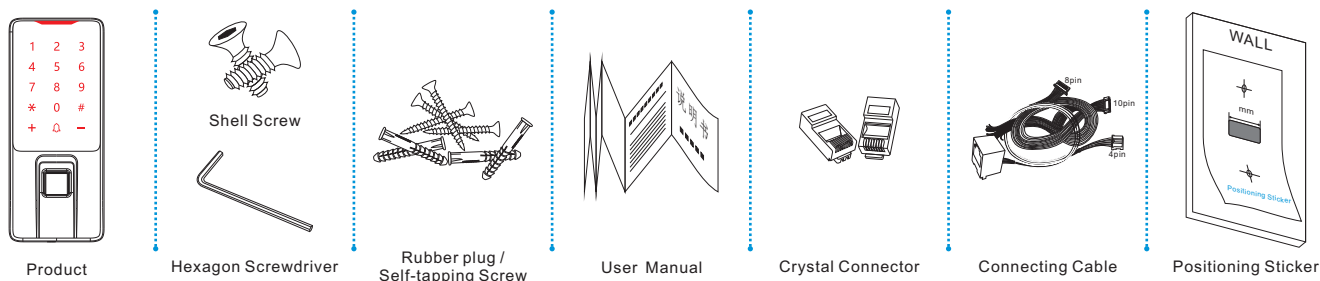 1 2 3
4 5 6
7 8 9
* 0 #
+ −
Product
Shell Screw
Hexagon Screwdriver
Rubber plug /
Self-tapping Screw
说明书
User Manual
Crystal Connector
8pin
10pin
4pin
Connecting Cable
WALL
mm
Positioning Sticker
Positioning Sticker